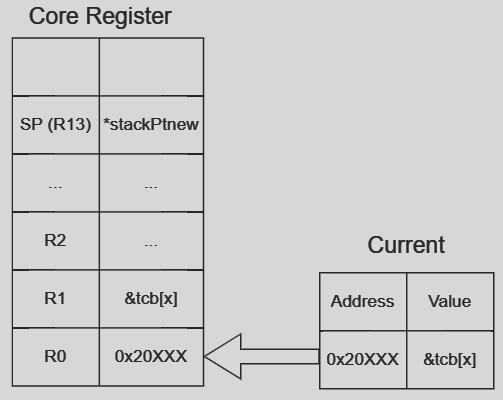 Core Register
SP (R13) *stackPtnew
... ...
R2 ...
R1 &tcb[x]
R0 0x20XXX
Current
Address Value
0x20XXX &tcb[x]